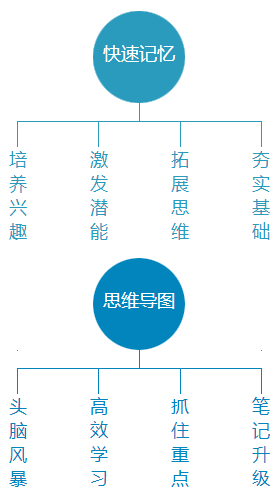 快速记忆
培养兴趣
激发潜能
拓展思维
夯实基础
思维导图
头脑风暴
高效学习
抓住重点
笔记升级